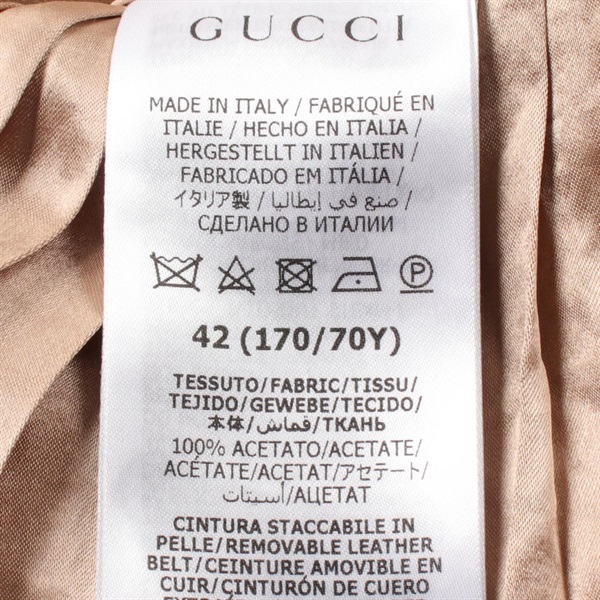 GUCCI
MADE IN ITALY / FABRIQUÉ EN
ITALIE / HECHO EN ITALIA /
HERGESTELLT IN ITALIEN /
FABRICADO EM ITÁLIA /
イタリア製 / صنع في إيطاليا /
СДЕЛАНО В ИТАЛИИ
42 (170/70Y)
TESSUTO/FABRIC/TISSU/
TEJIDO/GEWEBE/TECIDO/
本体/قماش/ТКАНЬ
100% ACETATO/ACETATE/
ACÉTATE/ACETAT/アセテート/
أسيتات/АЦЕТАТ
CINTURA STACCABILE IN
PELLE/REMOVABLE LEATHER
BELT/CEINTURE AMOVIBLE EN
CUIR/CINTURÓN DE CUERO